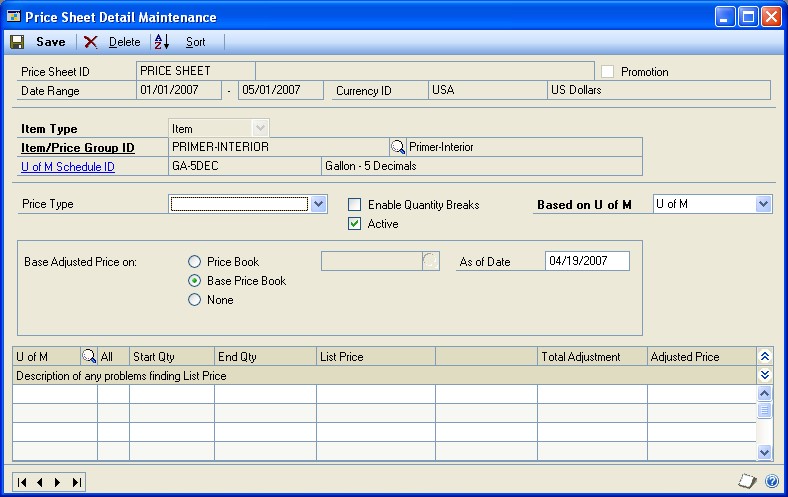 Price Sheet Detail Maintenance
Save Delete Sort
Price Sheet ID PRICE SHEET Promotion
Date Range 01/01/2007 - 05/01/2007 Currency ID USA US Dollars
Item Type Item
Item/Price Group ID PRIMER-INTERIOR Primer-Interior
U of M Schedule ID GA-5DEC Gallon - 5 Decimals
Price Type Enable Quantity Breaks Based on U of M U of M
Active
Base Adjusted Price on: Price Book As of Date 04/19/2007
Base Price Book
None
U of M All Start Qty End Qty List Price Total Adjustment Adjusted Price
Description of any problems finding List Price